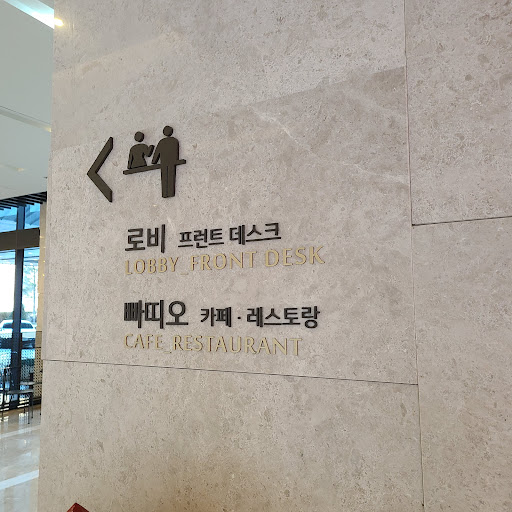 로비 프런트 데스크
LOBBY_FRONT DESK
빠띠오 카페 · 레스토랑
CAFE_RESTAURANT